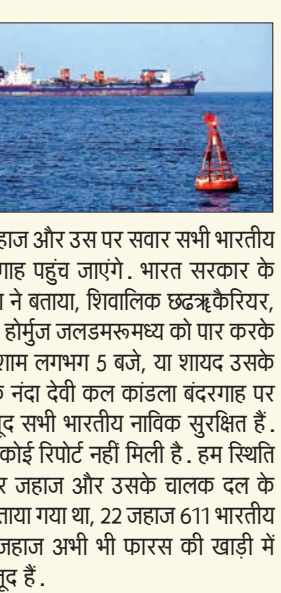 हाज और उस पर सवार सभी भारतीय
गाह पहुंच जाएंगे. भारत सरकार के
ने बताया, शिवालिक छढऋकैरियर,
होर्मुज जलडमरूमध्य को पार करके
शाम लगभग 5 बजे, या शायद उसके
नंदा देवी कल कांडला बंदरगाह पर
ूद सभी भारतीय नाविक सुरक्षित हैं.
कोई रिपोर्ट नहीं मिली है. हम स्थिति
र जहाज और उसके चालक दल के
ताया गया था, 22 जहाज 611 भारतीय
जहाज अभी भी फारस की खाड़ी में
ूद हैं.